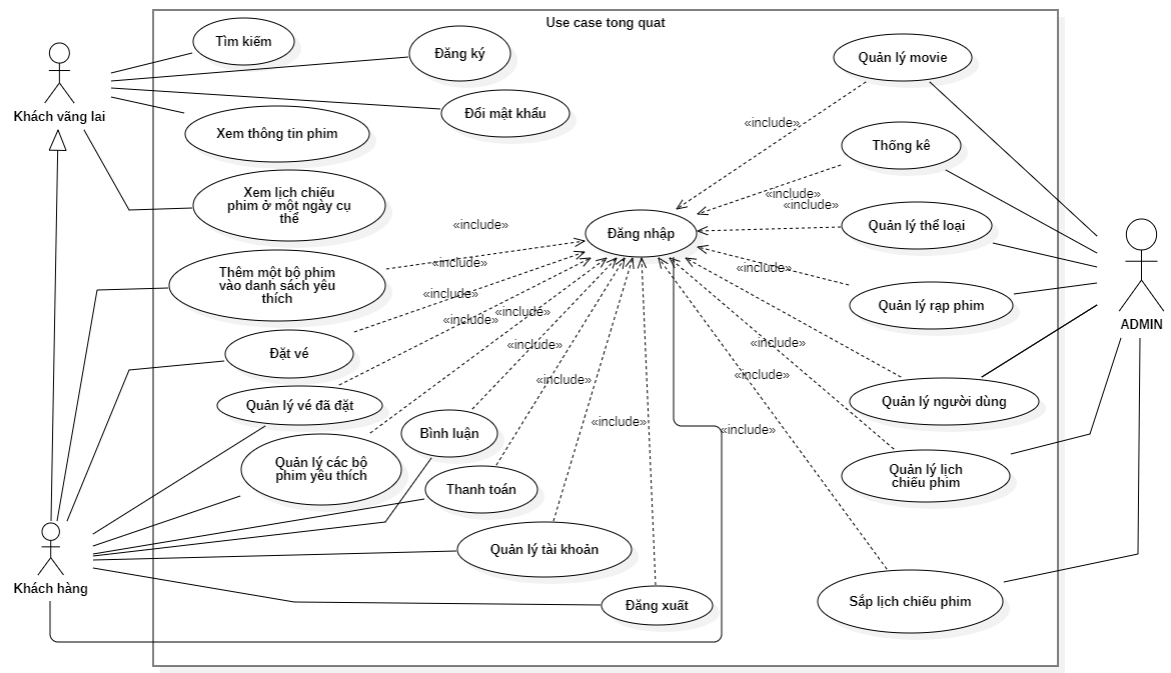 Use case tong quat
Tìm kiếm
Đăng ký
Quản lý movie
Khách vãng lai
Đổi mật khẩu
Xem thông tin phim
«include»
Thống kê
Xem lịch chiếu
phim ở một ngày cụ
thể
«include»
«include»
«include»
Đăng nhập
Quản lý thể loại
«include»
«include»
Thêm một bộ phim
vào danh sách yêu
thích
«include»
Quản lý rạp phim
ADMIN
«include»
«include»
Đặt vé
«include»
«include»
«include»
«include»
Quản lý vé đã đặt
Quản lý người dùng
Bình luận
«include»
«include»
Quản lý các bộ
phim yêu thích
Quản lý lịch
chiếu phim
Thanh toán
Quản lý tài khoản
Khách hàng
Đăng xuất
Sắp lịch chiếu phim